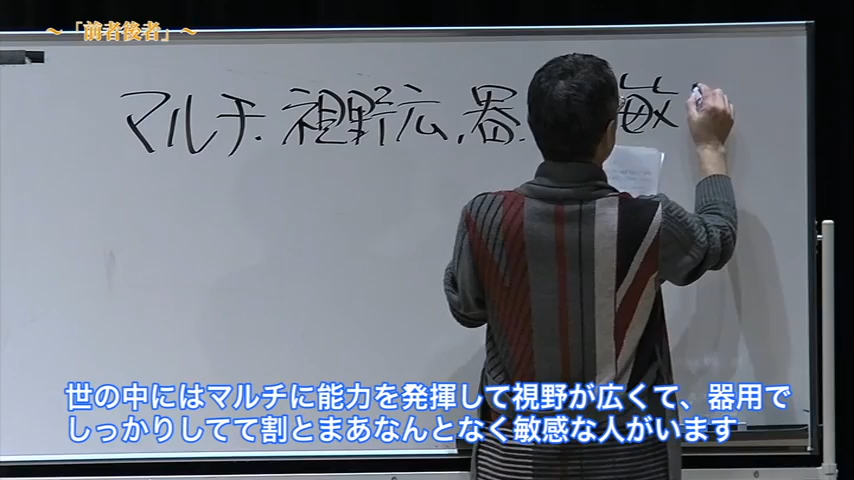 ～「前者後者」～
マルチ.視野広,器. 敏
世の中にはマルチに能力を発揮して視野が広くて、器用で
しっかりしてて割とまあなんとなく敏感な人がいます